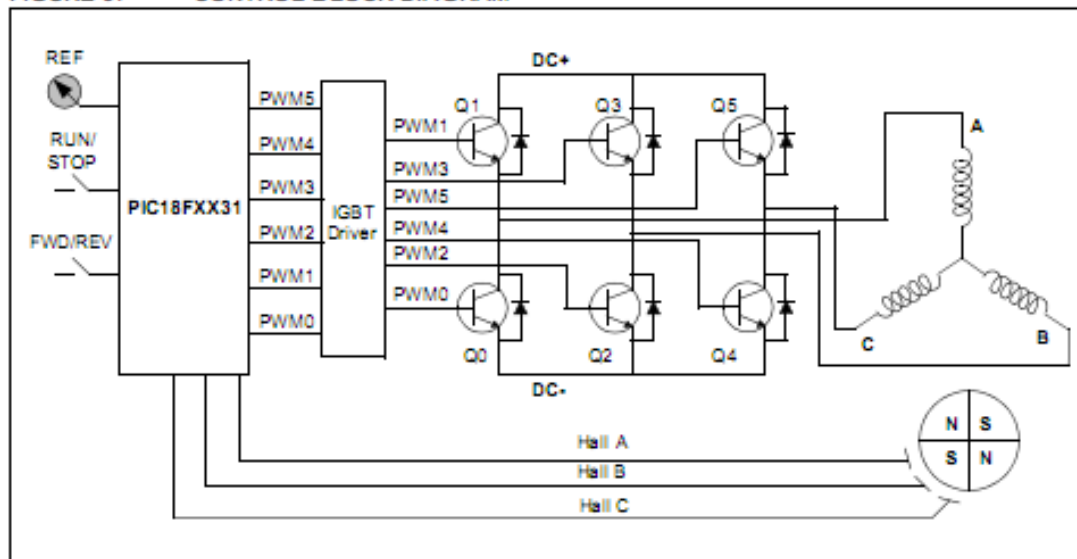 DC+
REF
Q1
Q3
Q5
PWM5
PWM1
A
RUN/
STOP
PWM4
PWM3
PIC18FXX31
PWM3
PWM5
IGBT
Driver
PWM4
FWD/REV
PWM2
PWM2
PWM1
PWM0
PWM0
C
B
Q0
Q2
Q4
DC-
N S
S N
Hall A
Hall B
Hall C